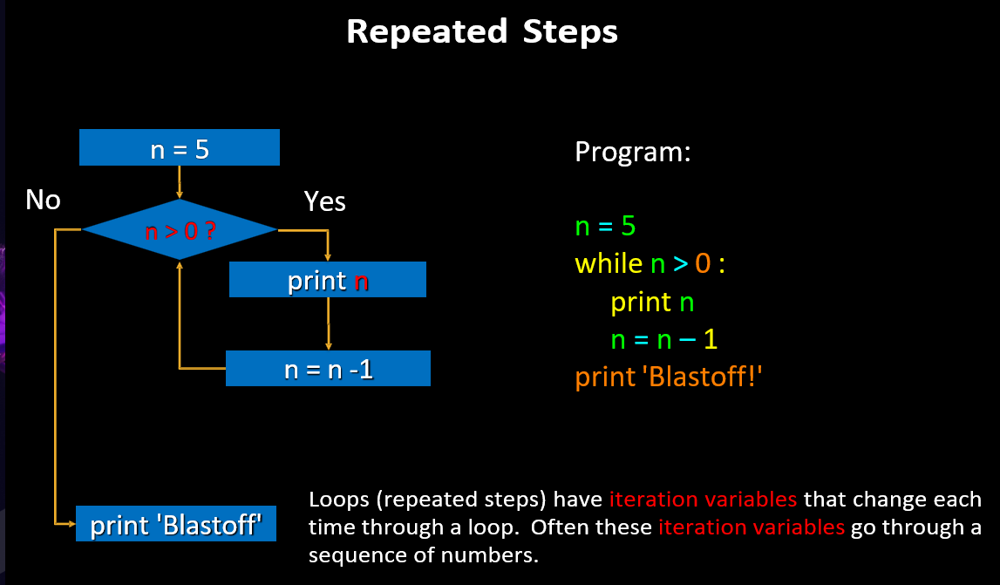 Repeated Steps
n = 5
No
Yes
n > 0 ?
print n
n = n -1
print 'Blastoff'
Program:
n = 5
while n > 0 :
print n
n = n – 1
print 'Blastoff!'
Loops (repeated steps) have iteration variables that change each
time through a loop. Often these iteration variables go through a
sequence of numbers.